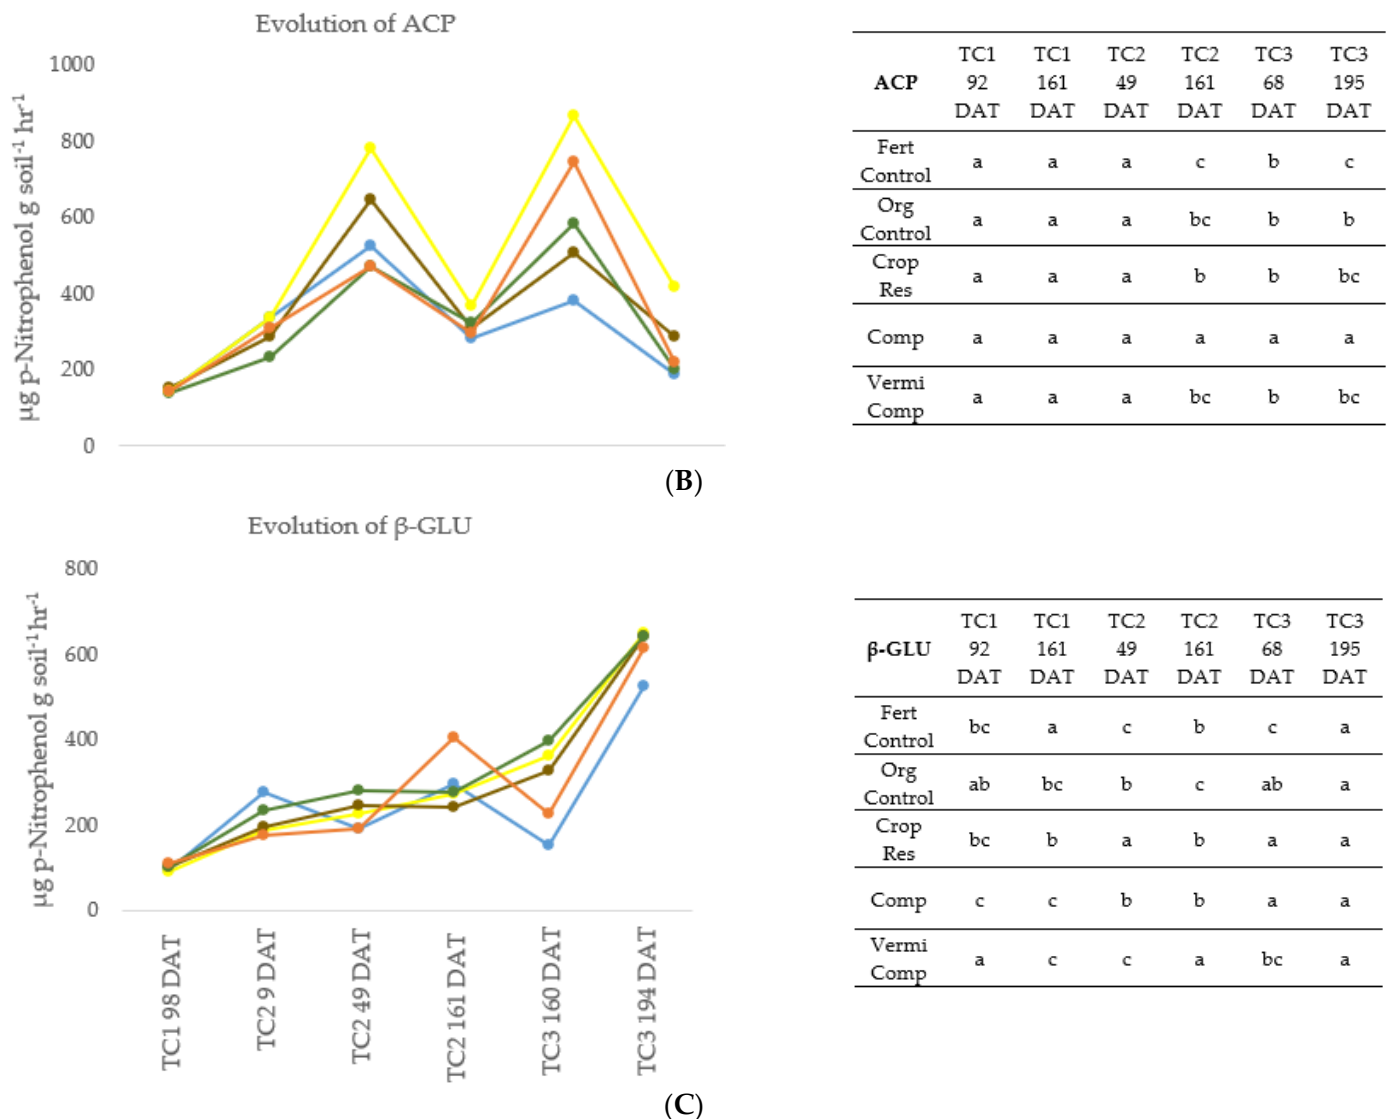 Evolution of ACP
µg p-Nitrophenol g soil⁻¹ hr⁻¹
1000
800
600
400
200
0
ACP TC1 92 DAT TC1 161 DAT TC2 49 DAT TC2 161 DAT TC3 68 DAT TC3 195 DAT
Fert Control a a a c b c
Org Control a a a bc b b
Crop Res a a a b b bc
Comp a a a a a a
Vermi Comp a a a bc b bc
(B)
Evolution of β-GLU
µg p-Nitrophenol g soil⁻¹hr⁻¹
800
600
400
200
0
TC1 98 DAT
TC2 9 DAT
TC2 49 DAT
TC2 161 DAT
TC3 160 DAT
TC3 194 DAT
β-GLU TC1 92 DAT TC1 161 DAT TC2 49 DAT TC2 161 DAT TC3 68 DAT TC3 195 DAT
Fert Control bc a c b c a
Org Control ab bc b c ab a
Crop Res bc b a b a a
Comp c c b b a a
Vermi Comp a c c a bc a
(C)